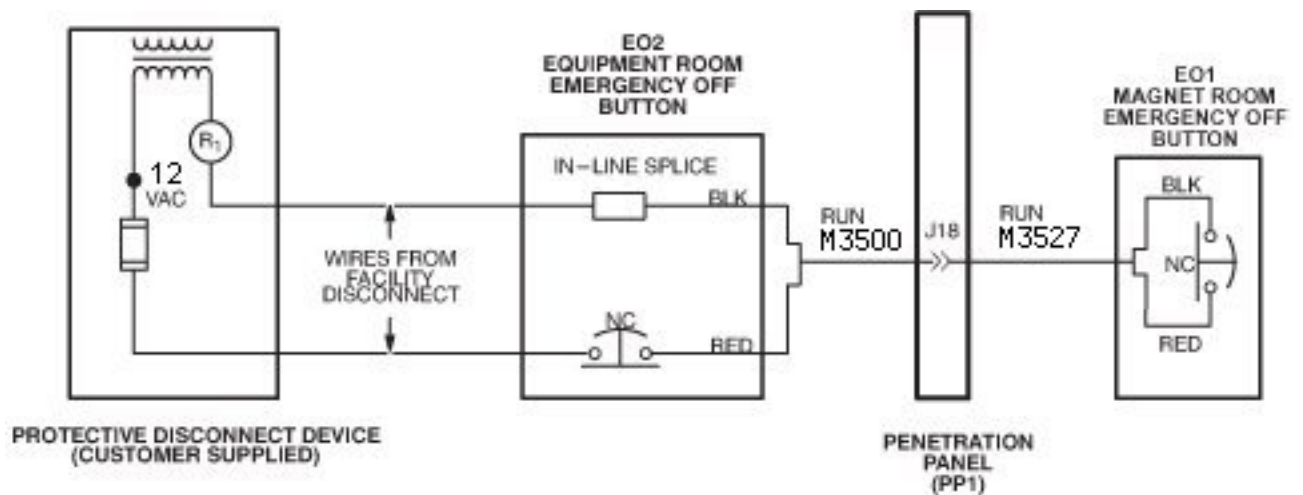 R1
12
VAC
WIRES FROM
FACILITY
DISCONNECT
PROTECTIVE DISCONNECT DEVICE
(CUSTOMER SUPPLIED)
EO2
EQUIPMENT ROOM
EMERGENCY OFF
BUTTON
IN-LINE SPLICE
BLK
NC
RED
RUN
M3500
J18
PENETRATION
PANEL
(PP1)
RUN
M3527
EO1
MAGNET ROOM
EMERGENCY OFF
BUTTON
BLK
NC
RED